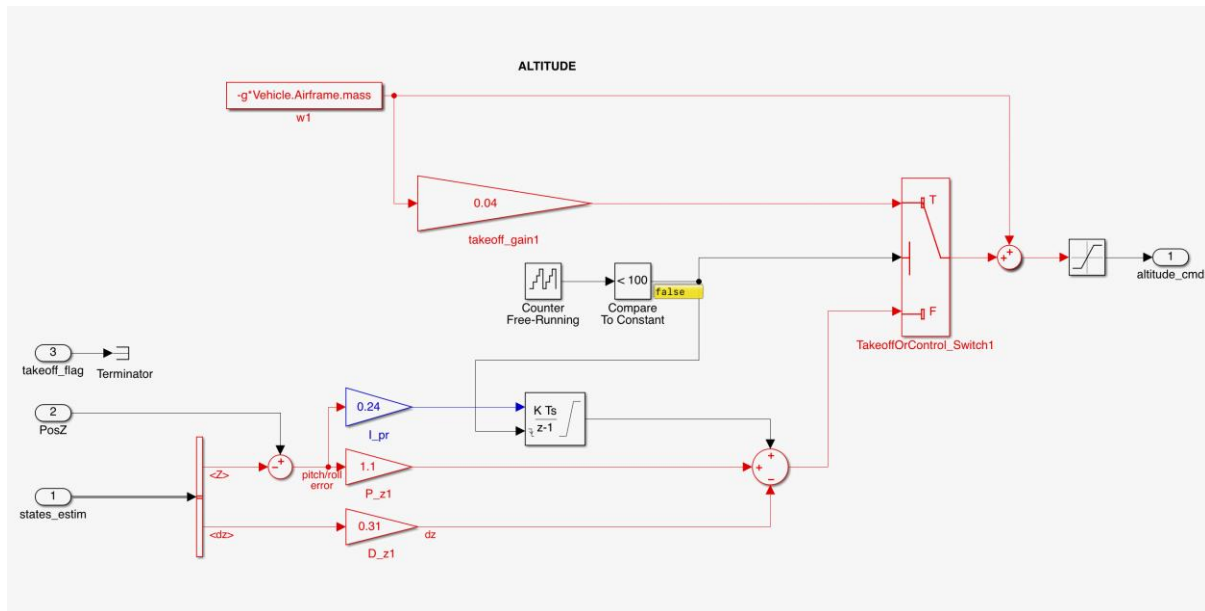 ALTITUDE
-g*Vehicle.Airframe.mass
w1
0.04
takeoff_gain1
T
F
TakeoffOrControl_Switch1
+
+
1
altitude_cmd
Counter
Free-Running
< 100
false
Compare
To Constant
3
takeoff_flag
Terminator
2
PosZ
0.24
I_pr
K Ts
z-1
<Z>
+
−
pitch/roll
error
1.1
P_z1
+
+
−
1
states_estim
<dz>
0.31
D_z1
dz